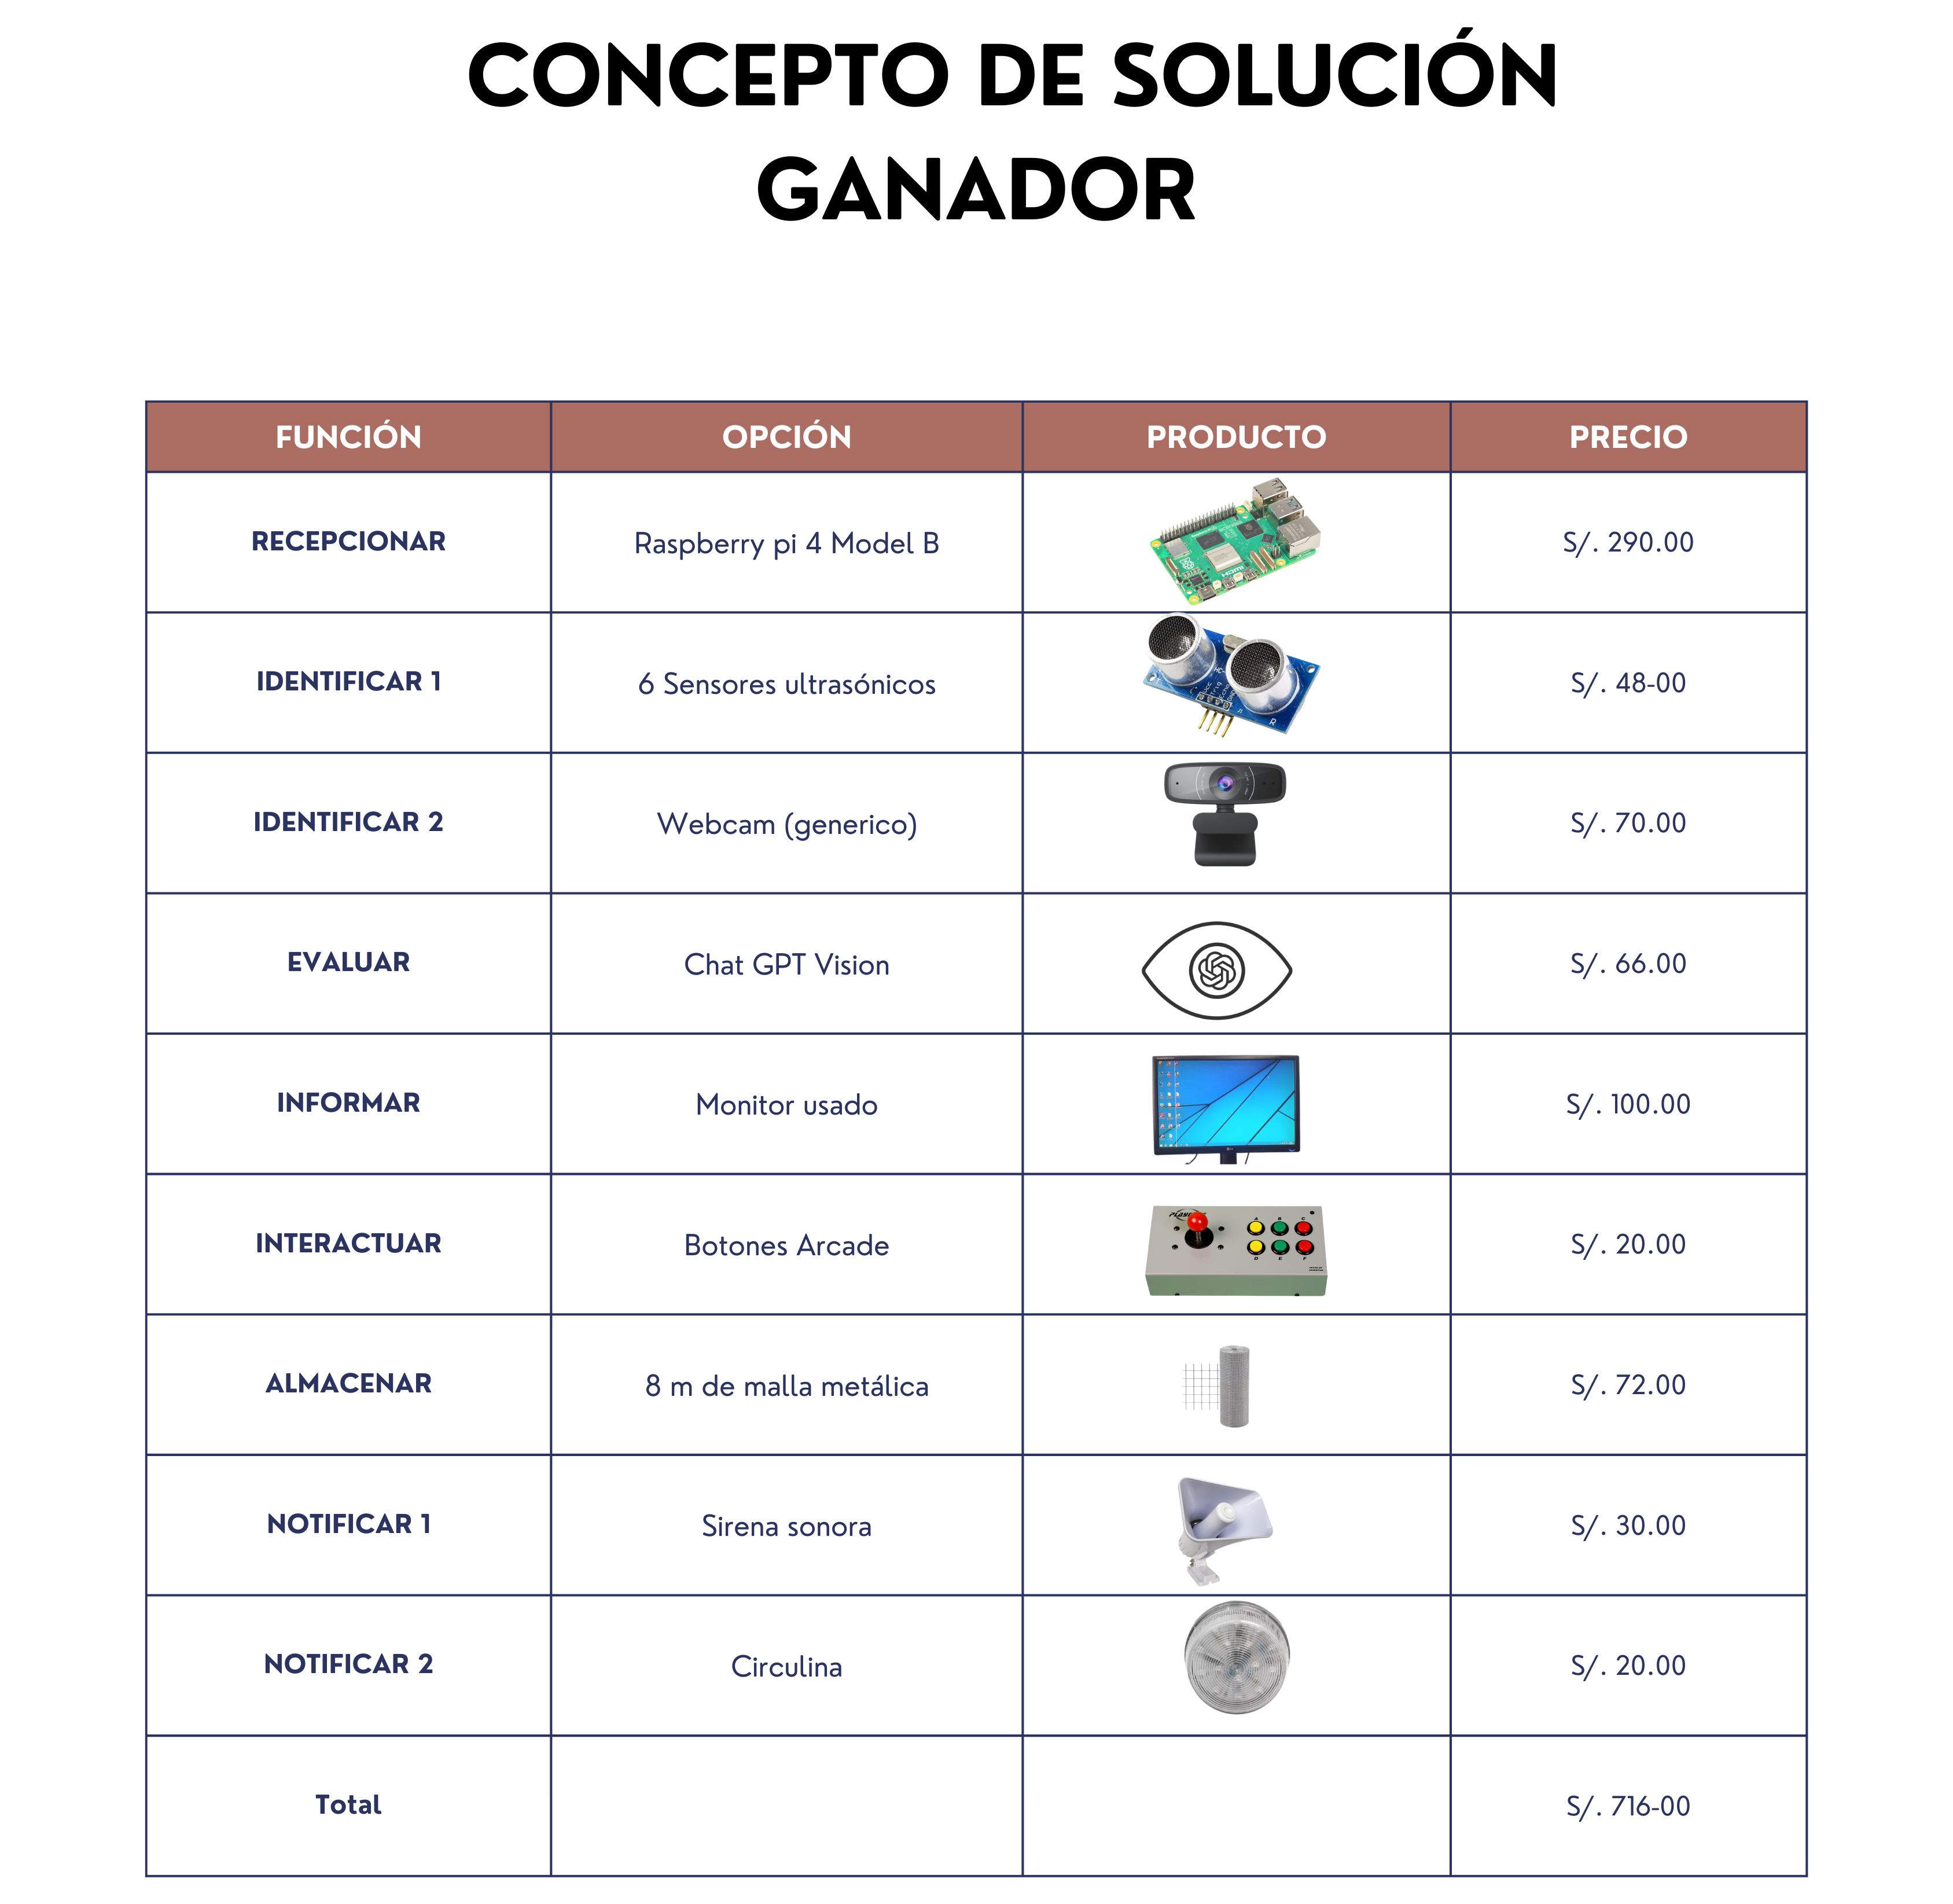 CONCEPTO DE SOLUCIÓN
GANADOR
FUNCIÓN OPCIÓN PRODUCTO PRECIO
RECEPCIONAR Raspberry pi 4 Model B S/. 290.00
IDENTIFICAR 1 6 Sensores ultrasónicos S/. 48-00
IDENTIFICAR 2 Webcam (generico) S/. 70.00
EVALUAR Chat GPT Vision S/. 66.00
INFORMAR Monitor usado S/. 100.00
INTERACTUAR Botones Arcade S/. 20.00
ALMACENAR 8 m de malla metálica S/. 72.00
NOTIFICAR 1 Sirena sonora S/. 30.00
NOTIFICAR 2 Circulina S/. 20.00
Total S/. 716-00